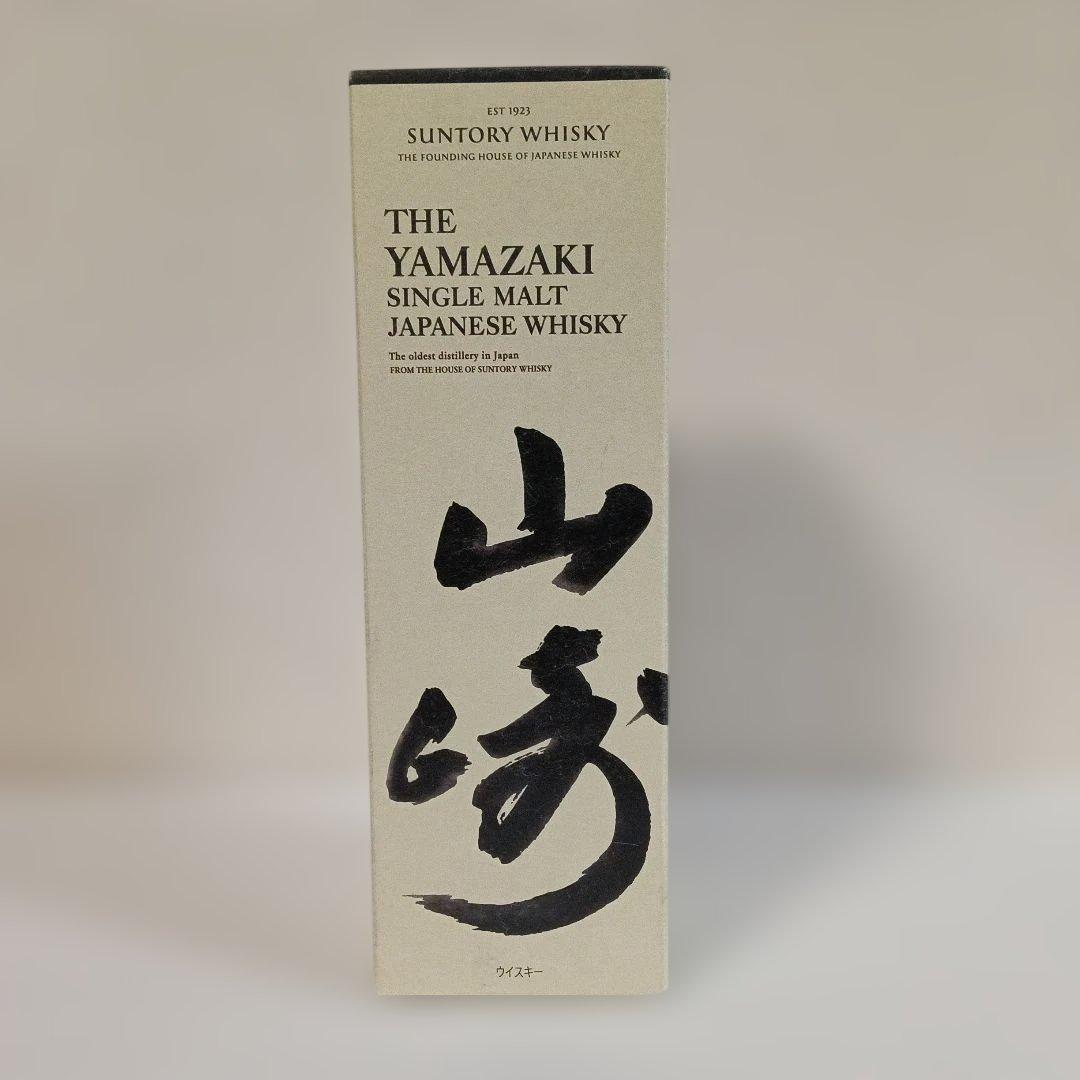 EST 1923
SUNTORY WHISKY
THE FOUNDING HOUSE OF JAPANESE WHISKY
THE
YAMAZAKI
SINGLE MALT
JAPANESE WHISKY
The oldest distillery in Japan
FROM THE HOUSE OF SUNTORY WHISKY
山
崎
ウイスキー